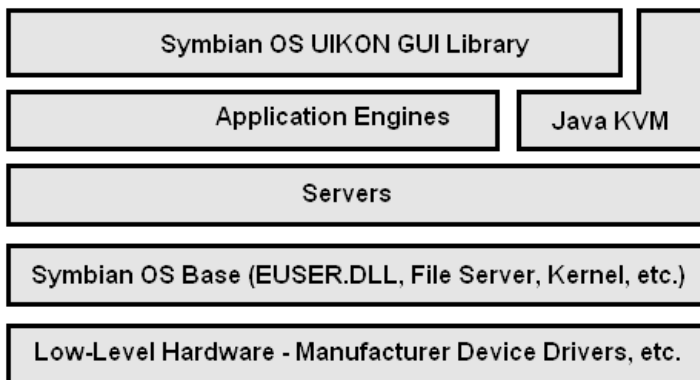 Symbian OS UIKON GUI Library
Application Engines
Java KVM
Servers
Symbian OS Base (EUSER.DLL, File Server, Kernel, etc.)
Low-Level Hardware - Manufacturer Device Drivers, etc.